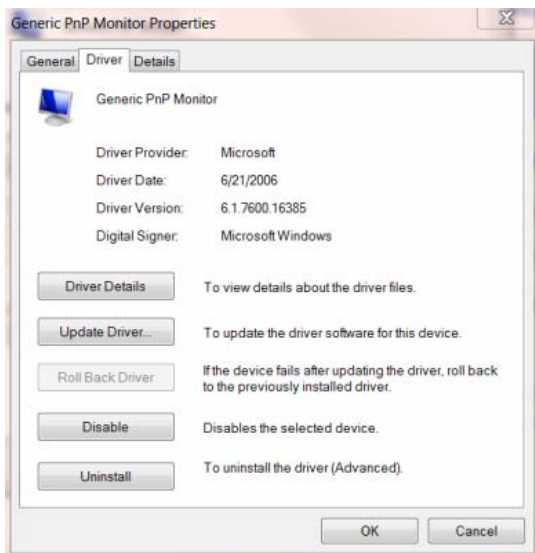 Generic PnP Monitor Properties
General Driver Details
Generic PnP Monitor
Driver Provider: Microsoft
Driver Date: 6/21/2006
Driver Version: 6.1.7600.16385
Digital Signer: Microsoft Windows
Driver Details To view details about the driver files.
Update Driver... To update the driver software for this device.
Roll Back Driver If the device fails after updating the driver, roll back
to the previously installed driver.
Disable Disables the selected device.
Uninstall To uninstall the driver (Advanced).
OK Cancel